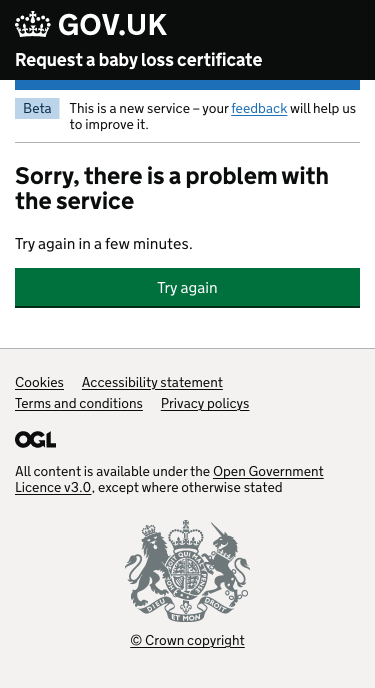 GOV.UK
Request a baby loss certificate
Beta
This is a new service – your feedback will help us
to improve it.
Sorry, there is a problem with
the service
Try again in a few minutes.
Try again
Cookies Accessibility statement
Terms and conditions Privacy policys
OGL
All content is available under the Open Government
Licence v3.0, except where otherwise stated
DIEU ET MON DROIT
© Crown copyright